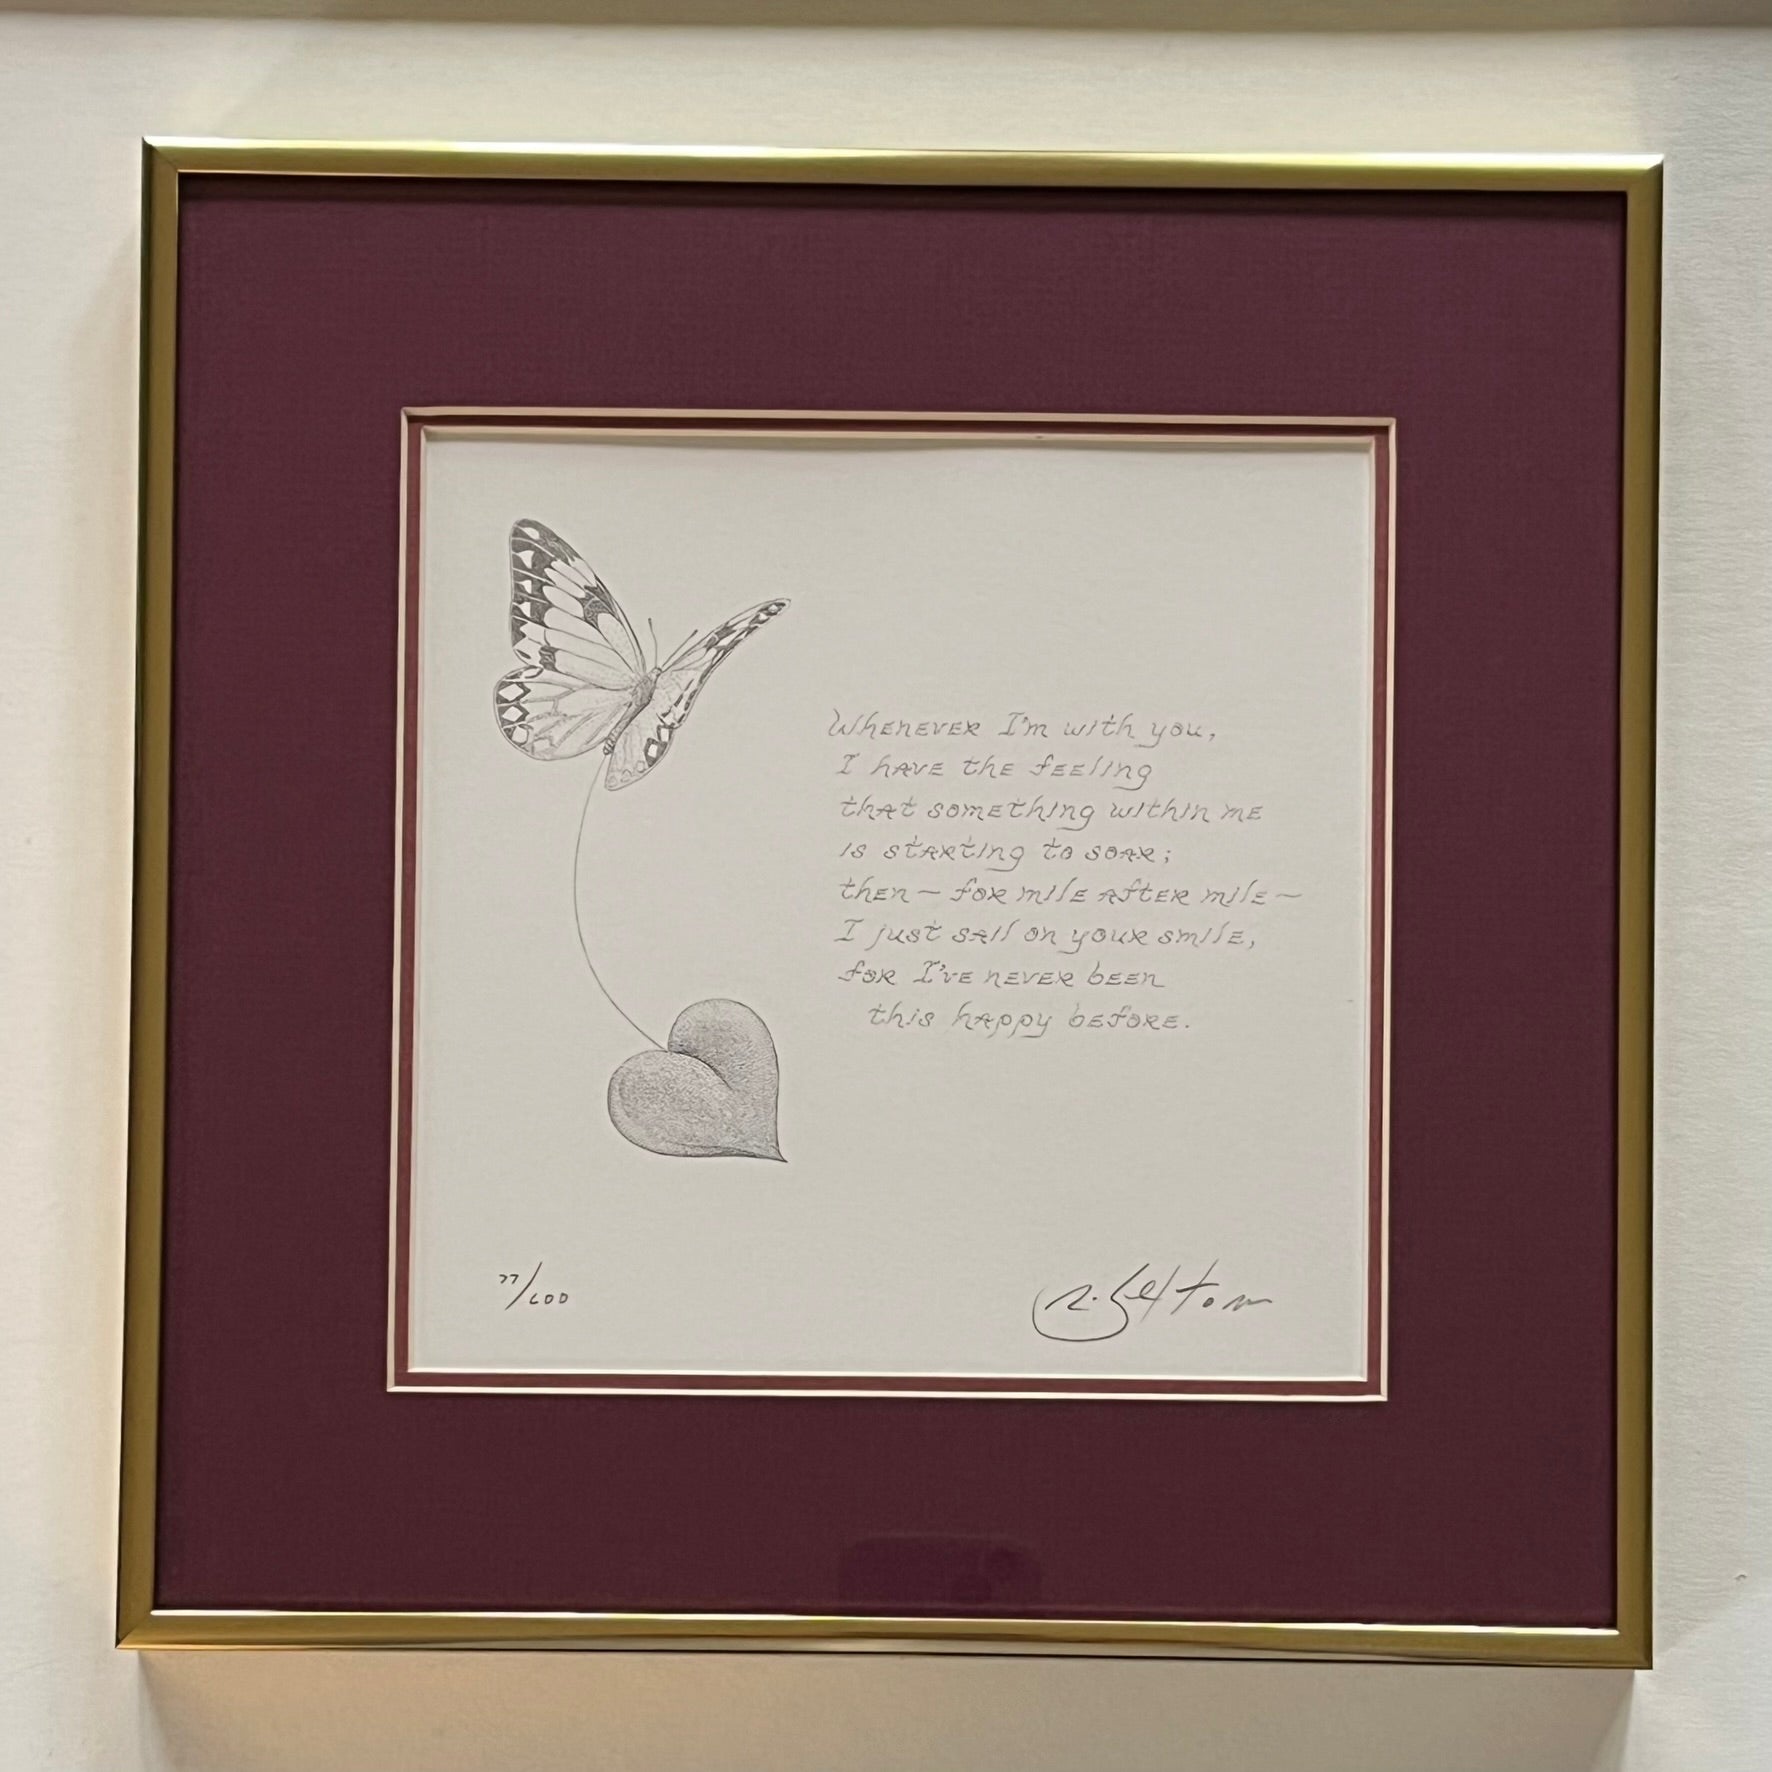 Whenever I'm with you,
I have the feeling
that something within me
is starting to soar;
then — for mile after mile —
I just sail on your smile,
for I've never been
this happy before.
77/600